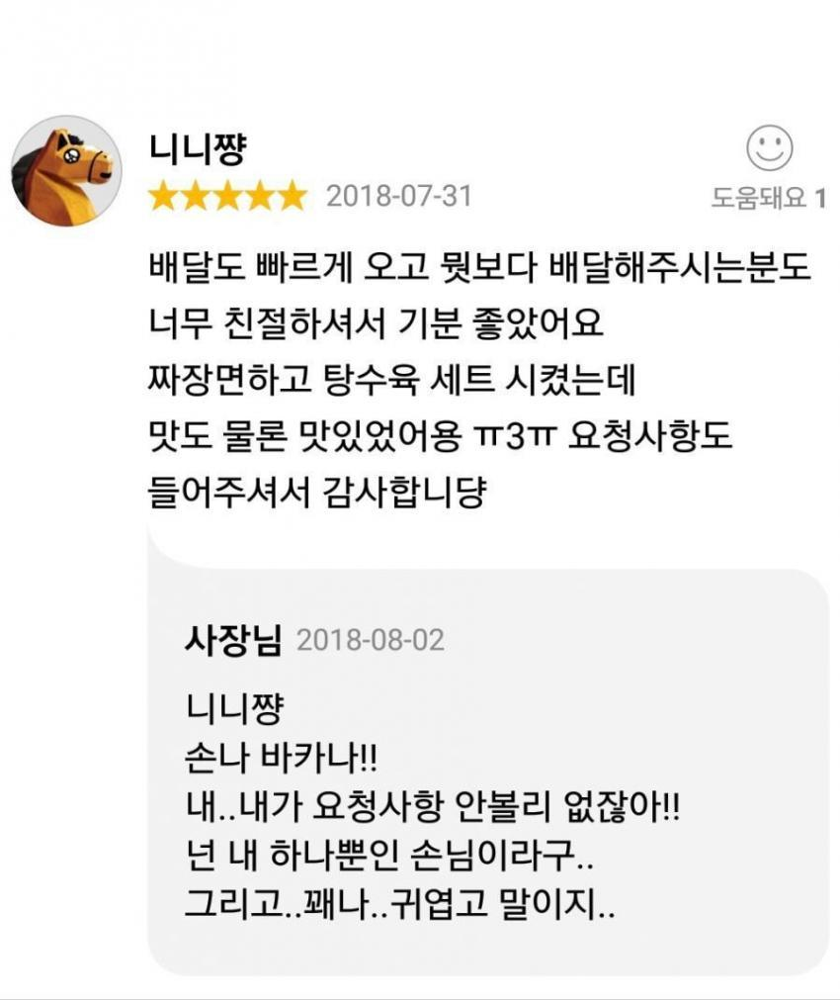 니니쨩
★★★★★ 2018-07-31
도움돼요 1
배달도 빠르게 오고 뭣보다 배달해주시는분도
너무 친절하셔서 기분 좋았어요
짜장면하고 탕수육 세트 시켰는데
맛도 물론 맛있었어용 ㅠ3ㅠ 요청사항도
들어주셔서 감사합니댱
사장님 2018-08-02
니니쨩
손나 바카나!!
내..내가 요청사항 안볼리 없잖아!!
넌 내 하나뿐인 손님이라구..
그리고..꽤나..귀엽고 말이지..